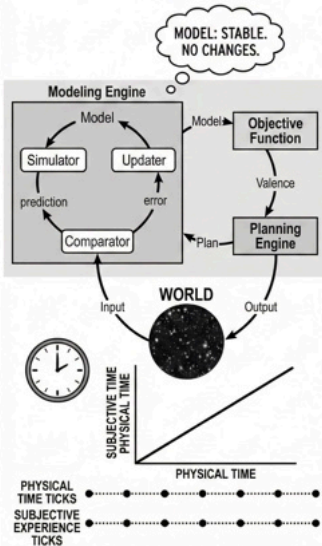 MODEL: STABLE.
NO CHANGES.
Modeling Engine
Model
Simulator
Updater
prediction
error
Comparator
Model
Objective
Function
Valence
Planning
Engine
Plan
Input
WORLD
Output
SUBJECTIVE TIME
PHYSICAL TIME
PHYSICAL TIME
PHYSICAL
TIME TICKS
SUBJECTIVE
EXPERIENCE
TICKS